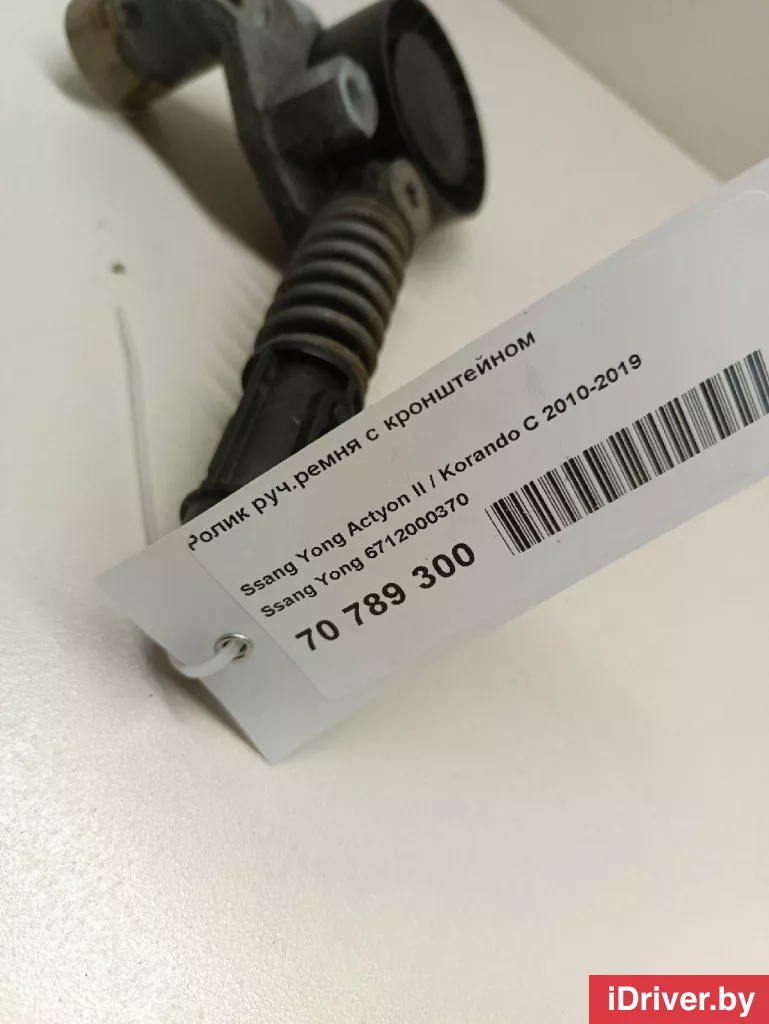 Ролик руч.ремня с кронштейном
Ssang Yong Actyon II / Korando C 2010-2019
Ssang Yong 6712000370
70 789 300
iDriver.by